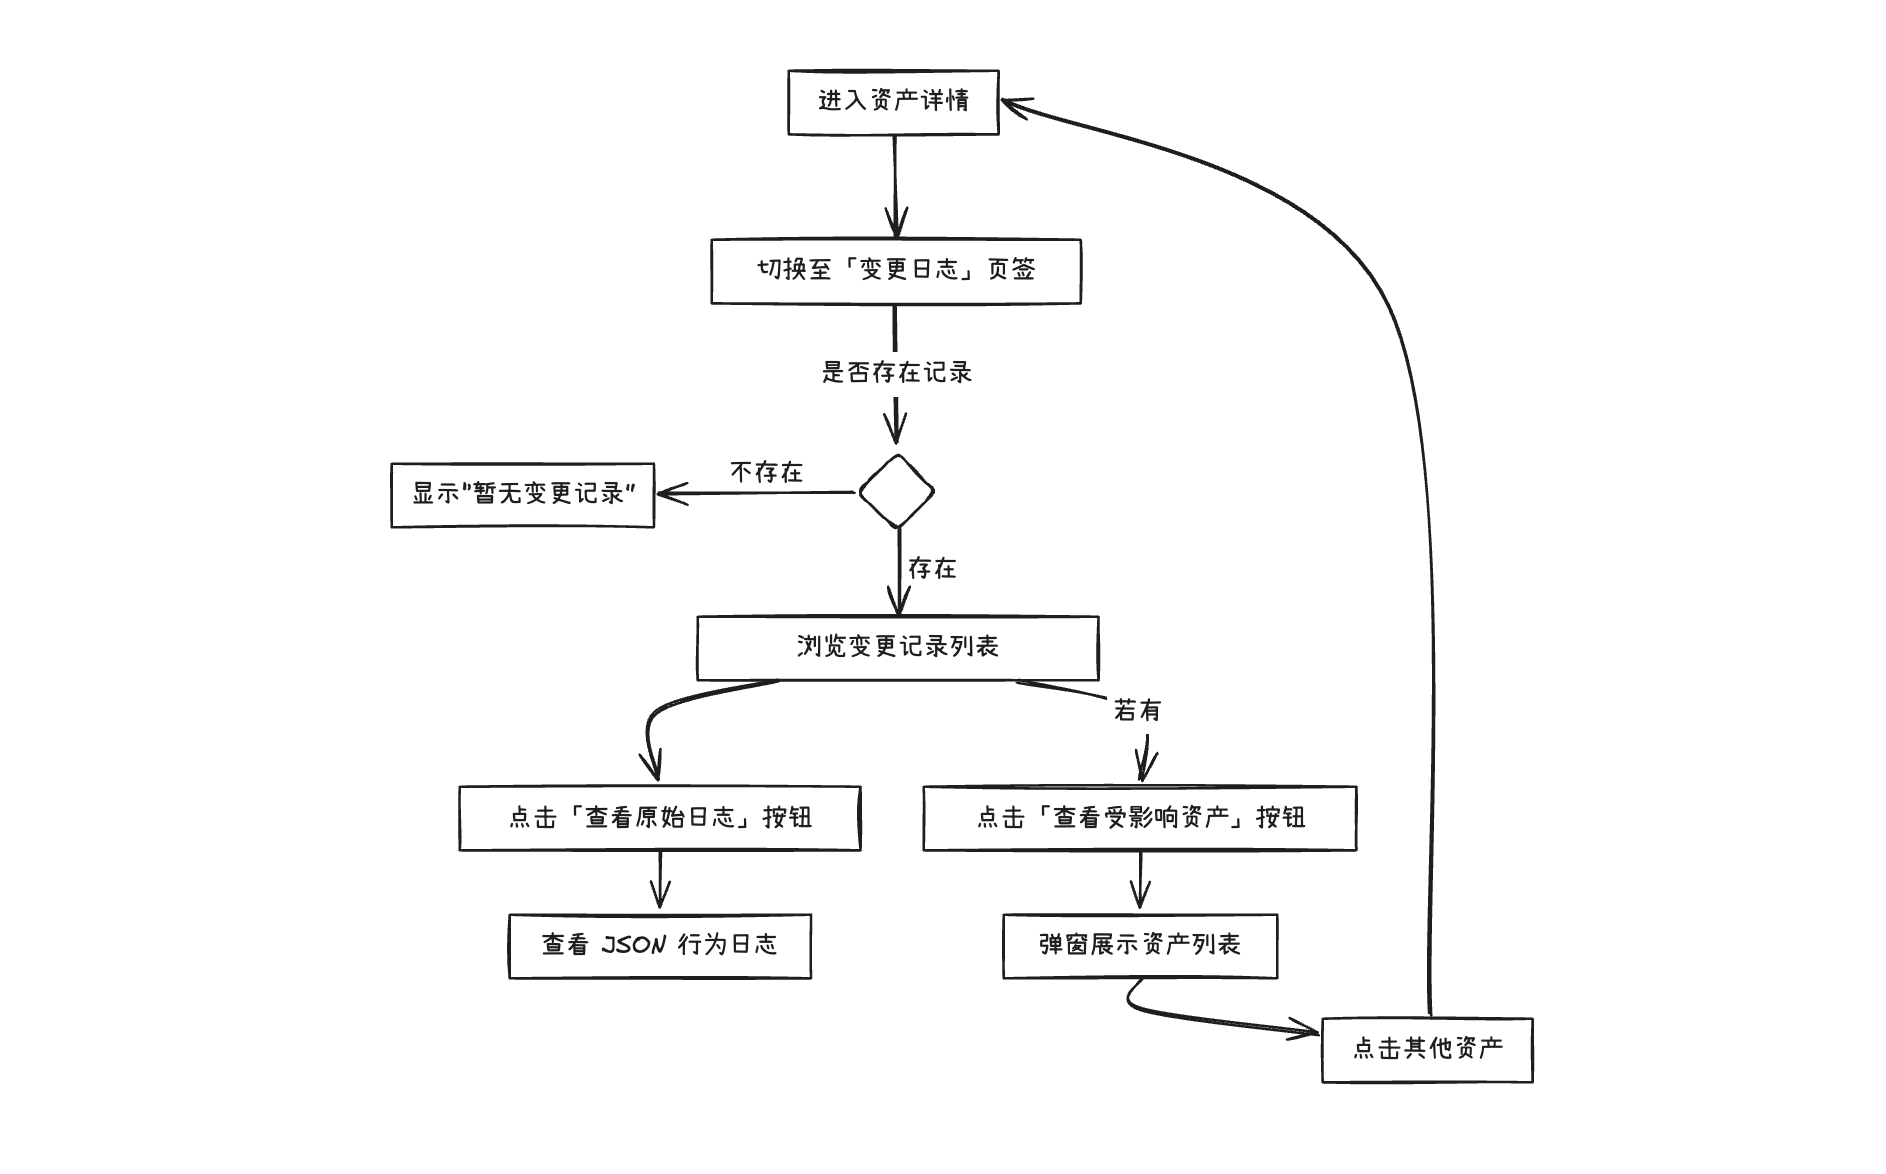 进入资产详情
切换至「变更日志」页签
是否存在记录
不存在
显示"暂无变更记录"
存在
浏览变更记录列表
若有
点击「查看原始日志」按钮
点击「查看受影响资产」按钮
查看 JSON 行为日志
弹窗展示资产列表
点击其他资产